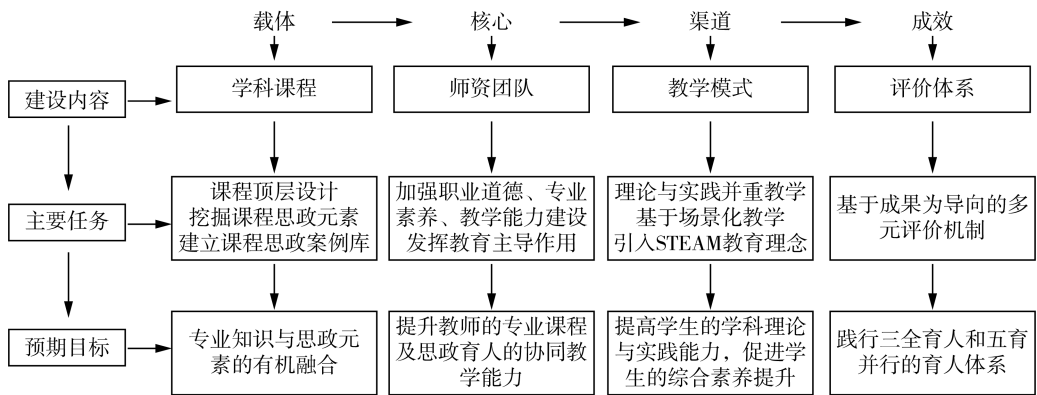 载体
核心
渠道
成效
建设内容
学科课程
师资团队
教学模式
评价体系
主要任务
课程顶层设计
挖掘课程思政元素
建立课程思政案例库
加强职业道德、专业
素养、教学能力建设
发挥教育主导作用
理论与实践并重教学
基于场景化教学
引入STEAM教育理念
基于成果为导向的多
元评价机制
预期目标
专业知识与思政元
素的有机融合
提升教师的专业课程
及思政育人的协同教
学能力
提高学生的学科理论
与实践能力，促进学
生的综合素养提升
践行三全育人和五育
并行的育人体系